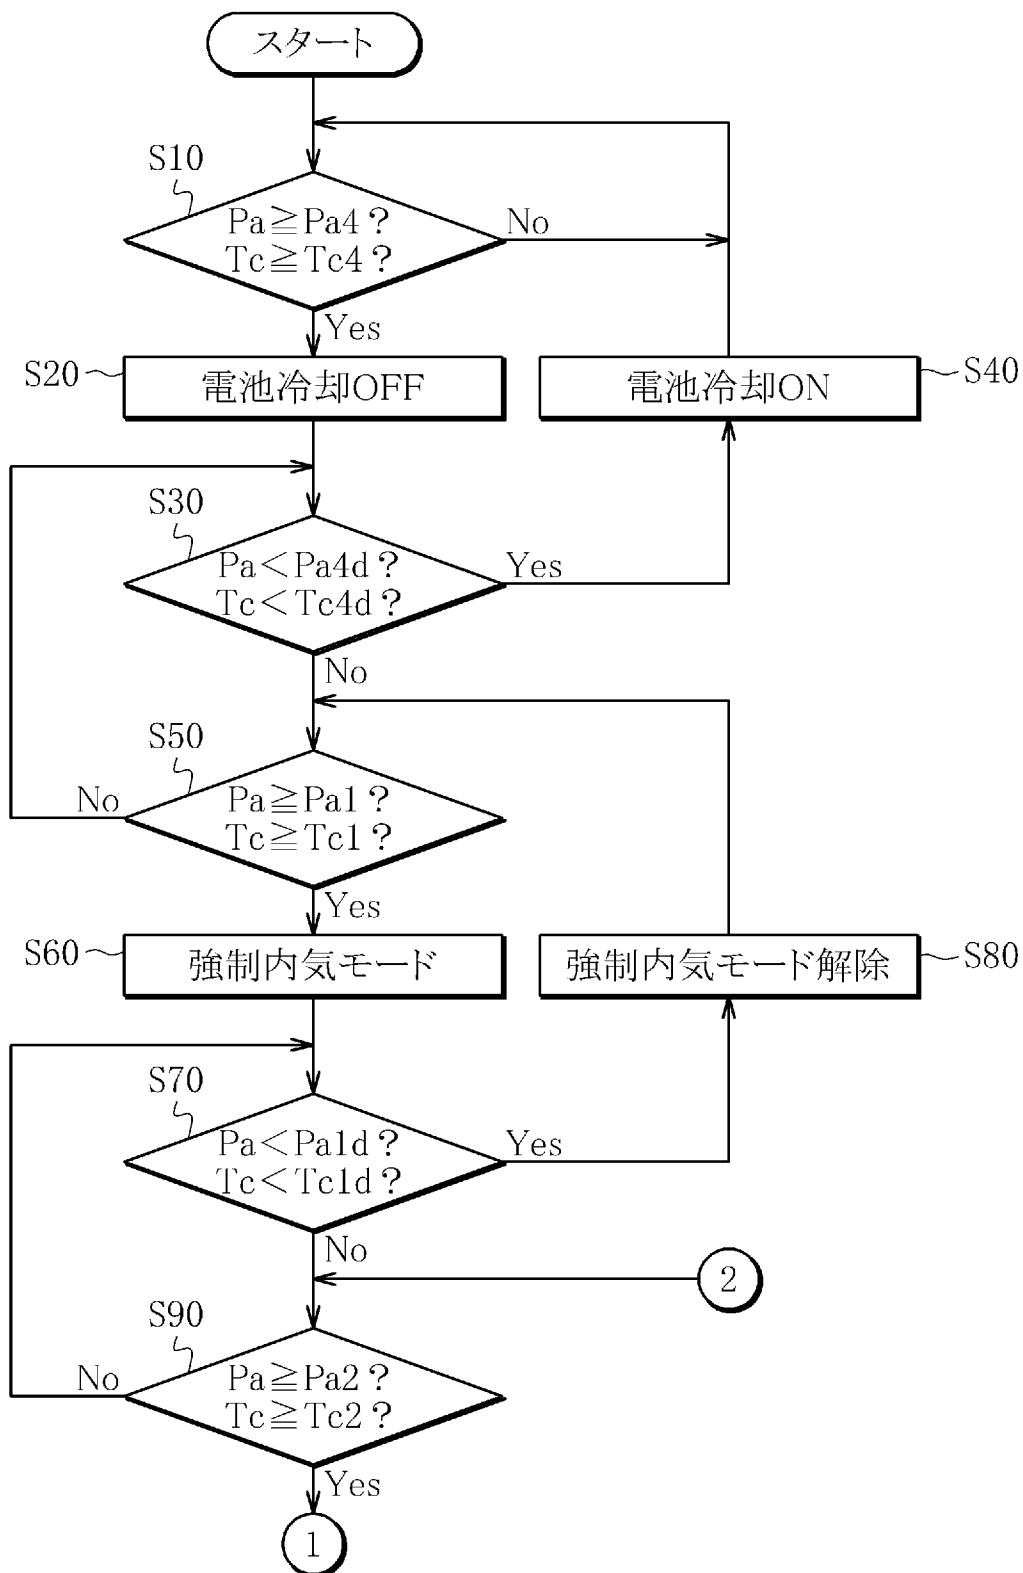 スタート
S10
Pa≧Pa4?
Tc≧Tc4?
No
Yes
S20
電池冷却OFF
電池冷却ON
S40
S30
Pa<Pa4d?
Tc<Tc4d?
Yes
No
S50
Pa≧Pa1?
Tc≧Tc1?
No
Yes
S60
強制内気モード
強制内気モード解除
S80
S70
Pa<Pa1d?
Tc<Tc1d?
Yes
No
2
S90
Pa≧Pa2?
Tc≧Tc2?
No
Yes
1